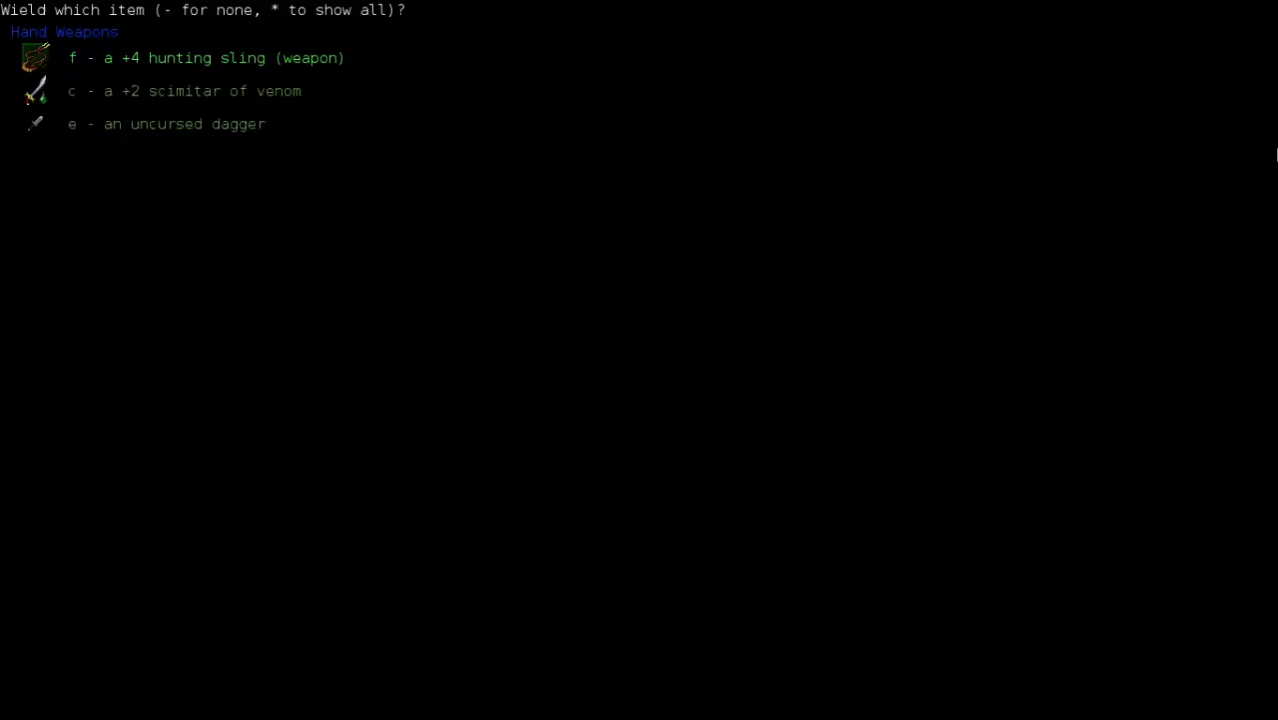 Wield which item (- for none, * to show all)?
Hand Weapons
f - a +4 hunting sling (weapon)
c - a +2 scimitar of venom
e - an uncursed dagger